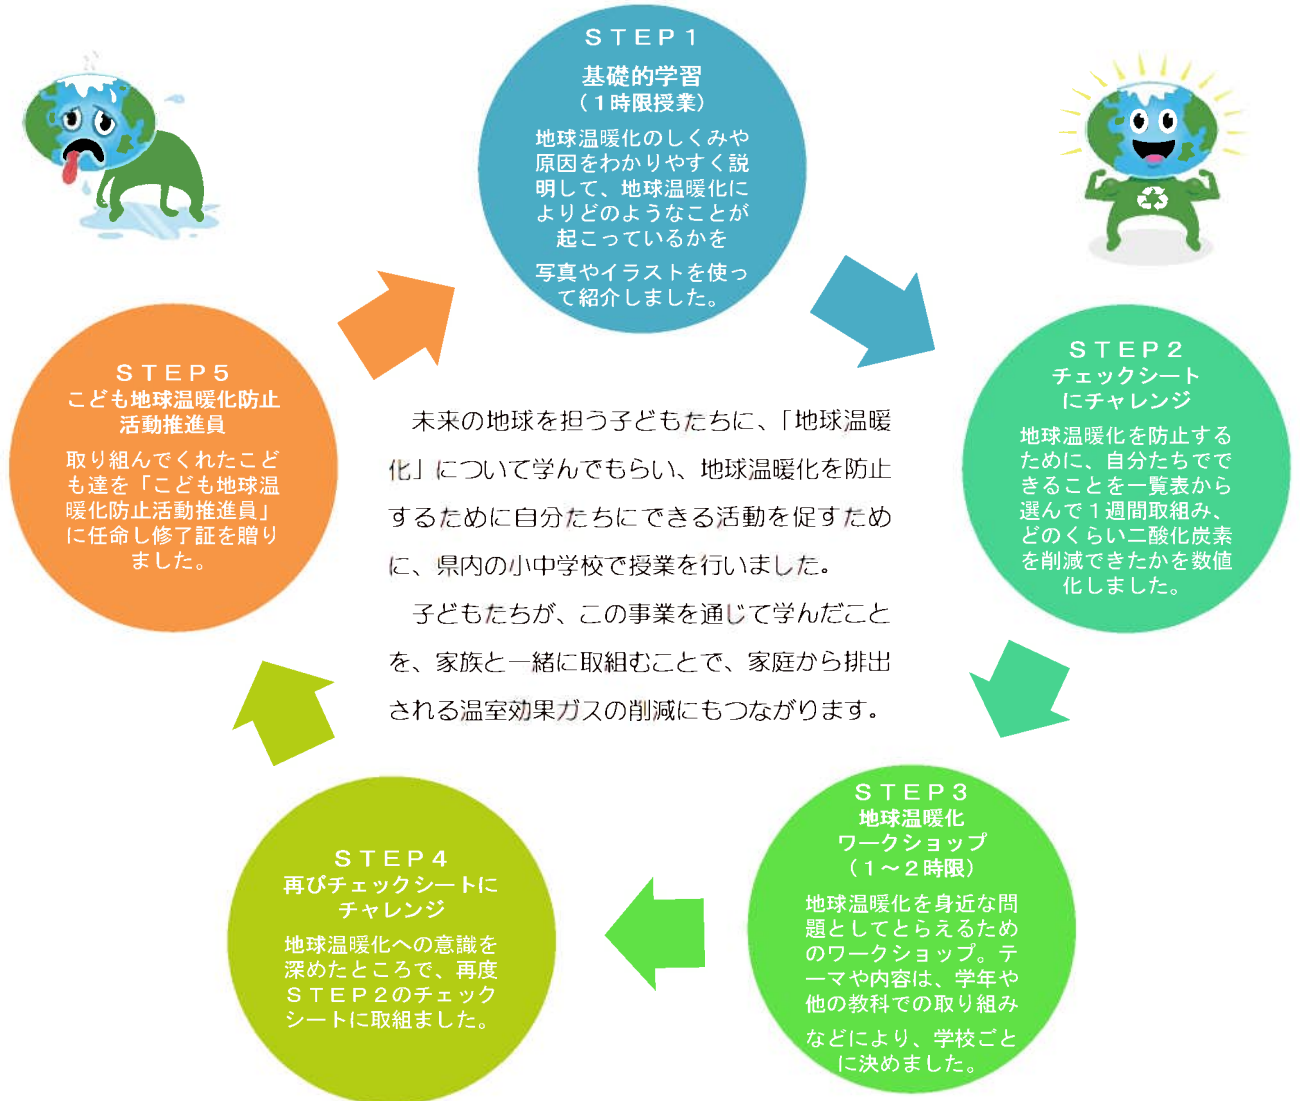 ＳＴＥＰ１
基礎的学習
（１時限授業）
地球温暖化のしくみや
原因をわかりやすく説
明して、地球温暖化に
よりどのようなことが
起こっているかを
写真やイラストを使っ
て紹介しました。
ＳＴＥＰ２
チェックシート
にチャレンジ
地球温暖化を防止する
ために、自分たちでで
きることを一覧表から
選んで１週間取組み、
どのくらい二酸化炭素
を削減できたかを数値
化しました。
ＳＴＥＰ３
地球温暖化
ワークショップ
（１～２時限）
地球温暖化を身近な問
題としてとらえるため
のワークショップ。テ
ーマや内容は、学年や
他の教科での取り組み
などにより、学校ごと
に決めました。
ＳＴＥＰ４
再びチェックシートに
チャレンジ
地球温暖化への意識を
深めたところで、再度
ＳＴＥＰ２のチェック
シートに取組ました。
ＳＴＥＰ５
こども地球温暖化防止
活動推進員
取り組んでくれたこど
も達を「こども地球温
暖化防止活動推進員」
に任命し修了証を贈り
ました。
未来の地球を担う子どもたちに、「地球温暖
化」について学んでもらい、地球温暖化を防止
するために自分たちにできる活動を促すため
に、県内の小中学校で授業を行いました。
子どもたちが、この事業を通じて学んだこと
を、家族と一緒に取組むことで、家庭から排出
される温室効果ガスの削減にもつながります。